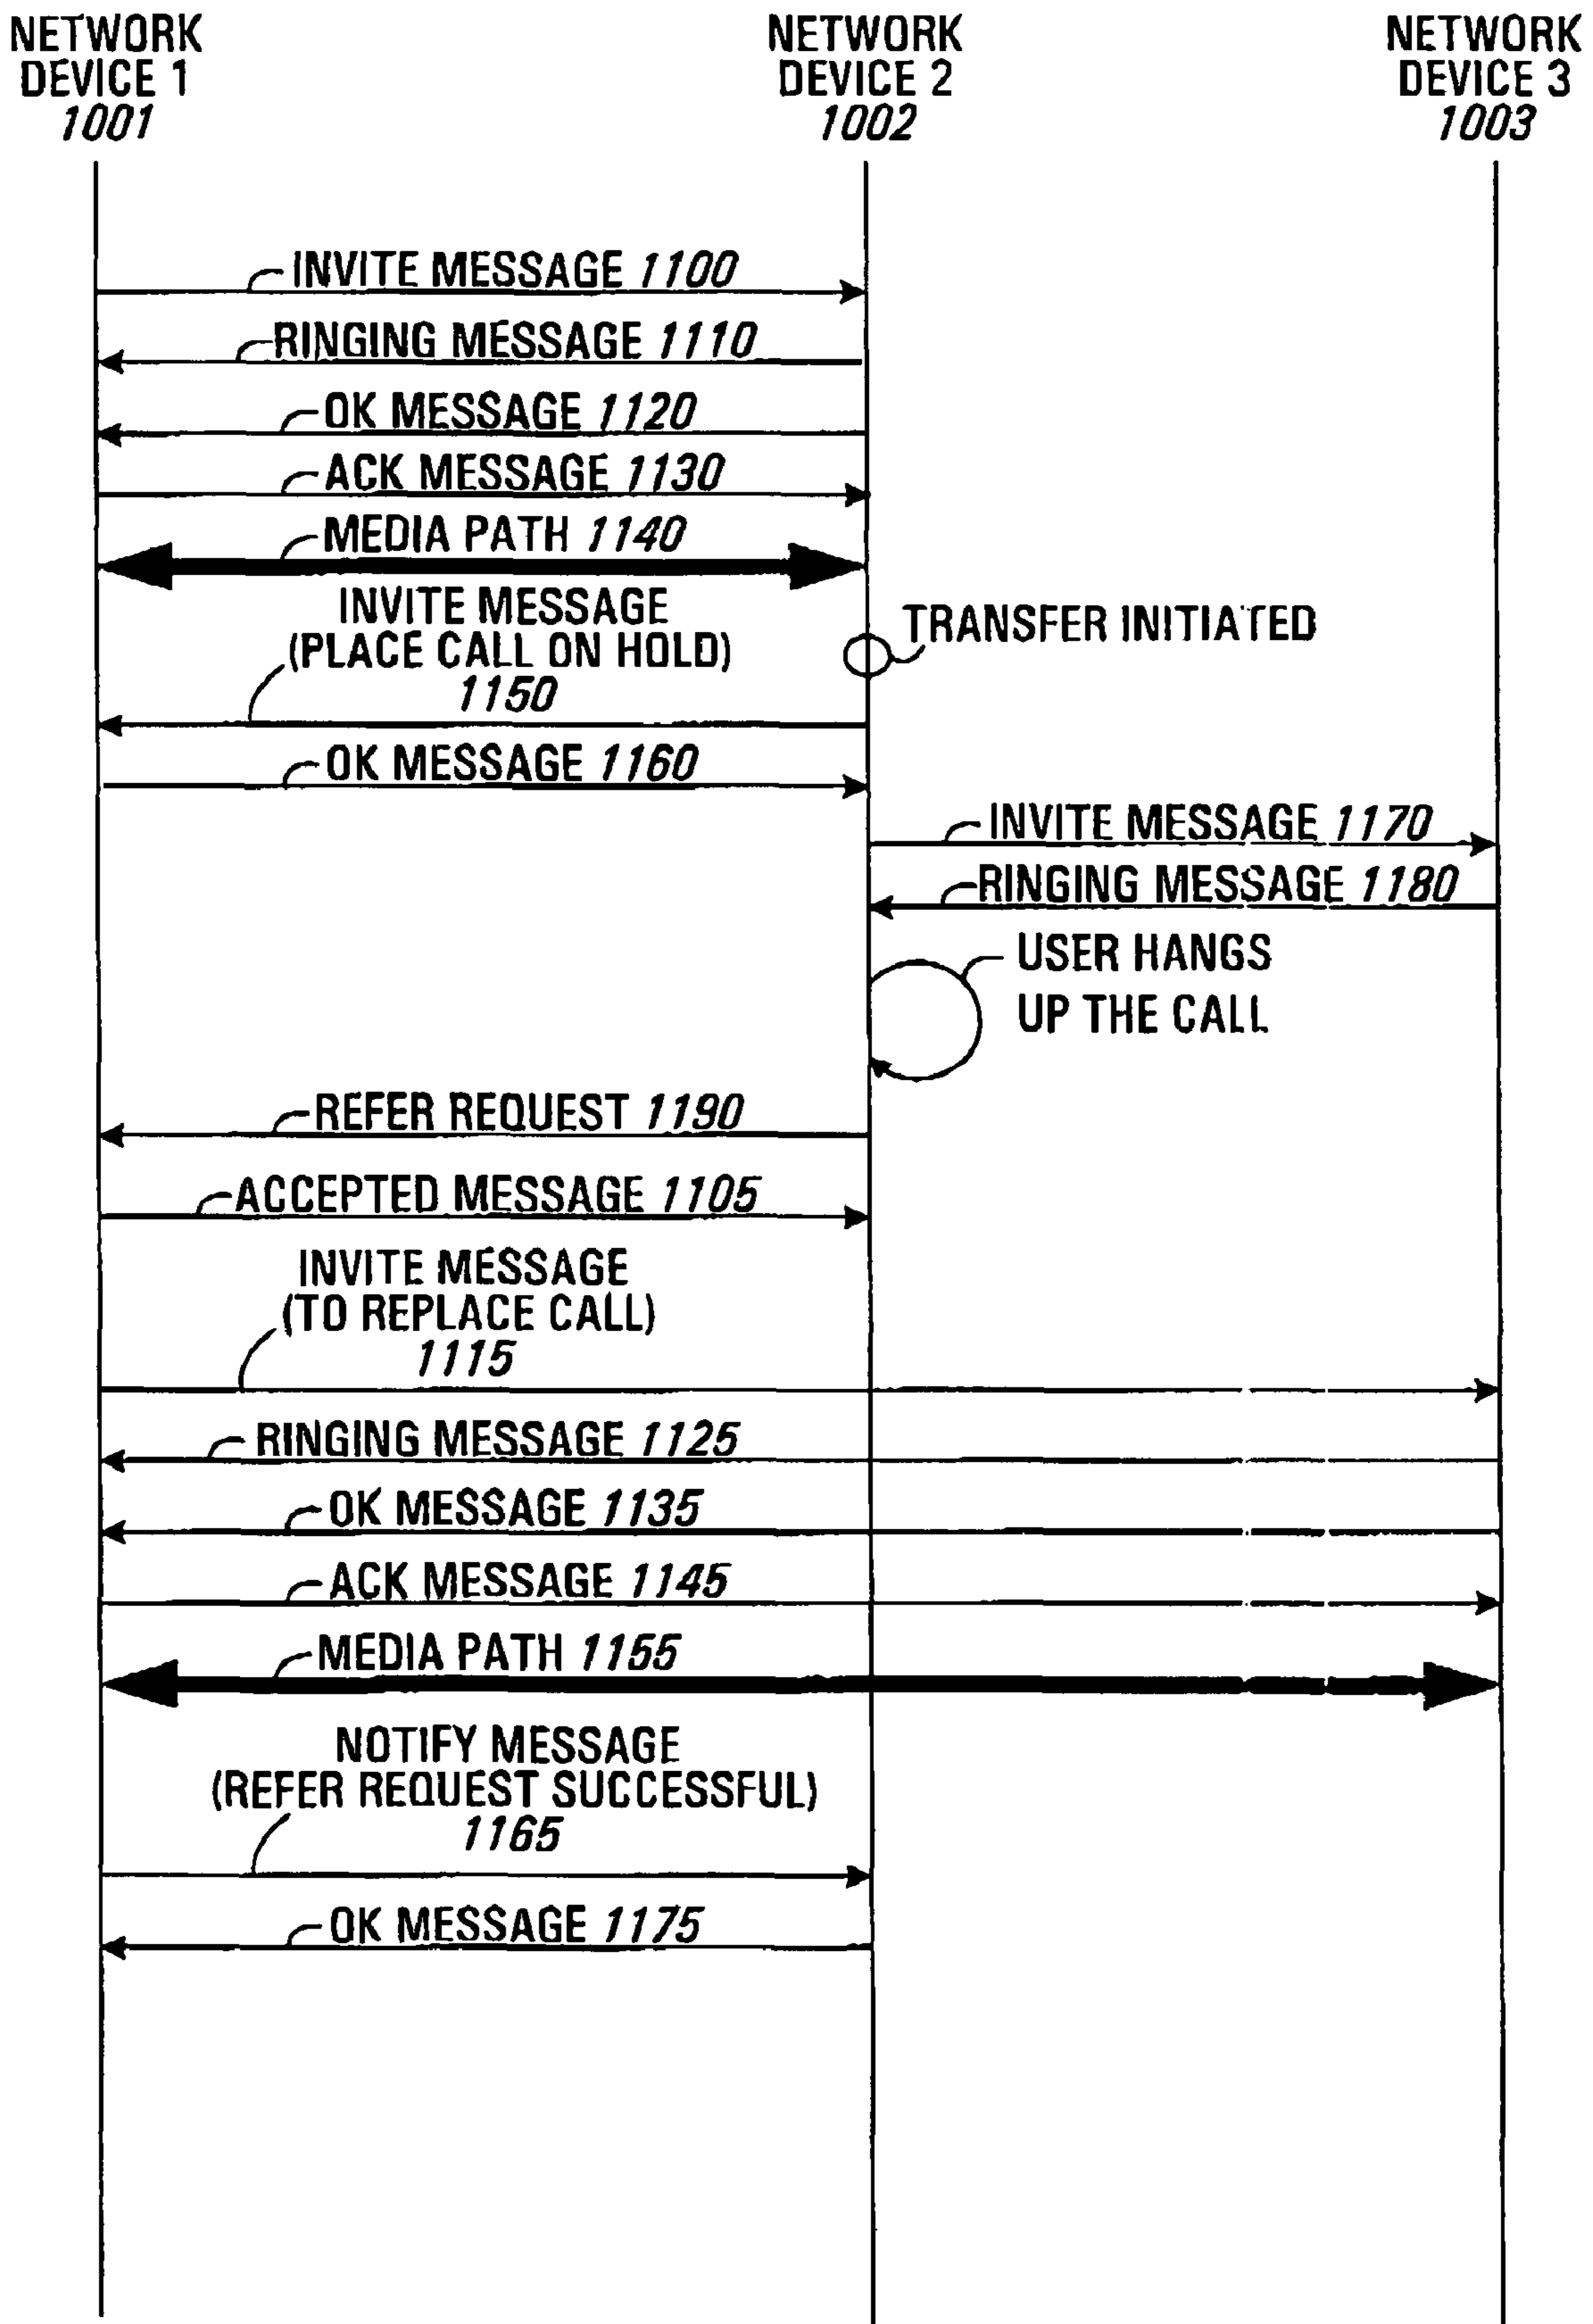 NETWORK
DEVICE 1
1001
NETWORK
DEVICE 2
1002
NETWORK
DEVICE 3
1003
INVITE MESSAGE 1100
RINGING MESSAGE 1110
OK MESSAGE 1120
ACK MESSAGE 1130
MEDIA PATH 1140
TRANSFER INITIATED
INVITE MESSAGE
(PLACE CALL ON HOLD)
1150
OK MESSAGE 1160
INVITE MESSAGE 1170
RINGING MESSAGE 1180
USER HANGS
UP THE CALL
REFER REQUEST 1190
ACCEPTED MESSAGE 1105
INVITE MESSAGE
(TO REPLACE CALL)
1115
RINGING MESSAGE 1125
OK MESSAGE 1135
ACK MESSAGE 1145
MEDIA PATH 1155
NOTIFY MESSAGE
(REFER REQUEST SUCCESSFUL)
1165
OK MESSAGE 1175